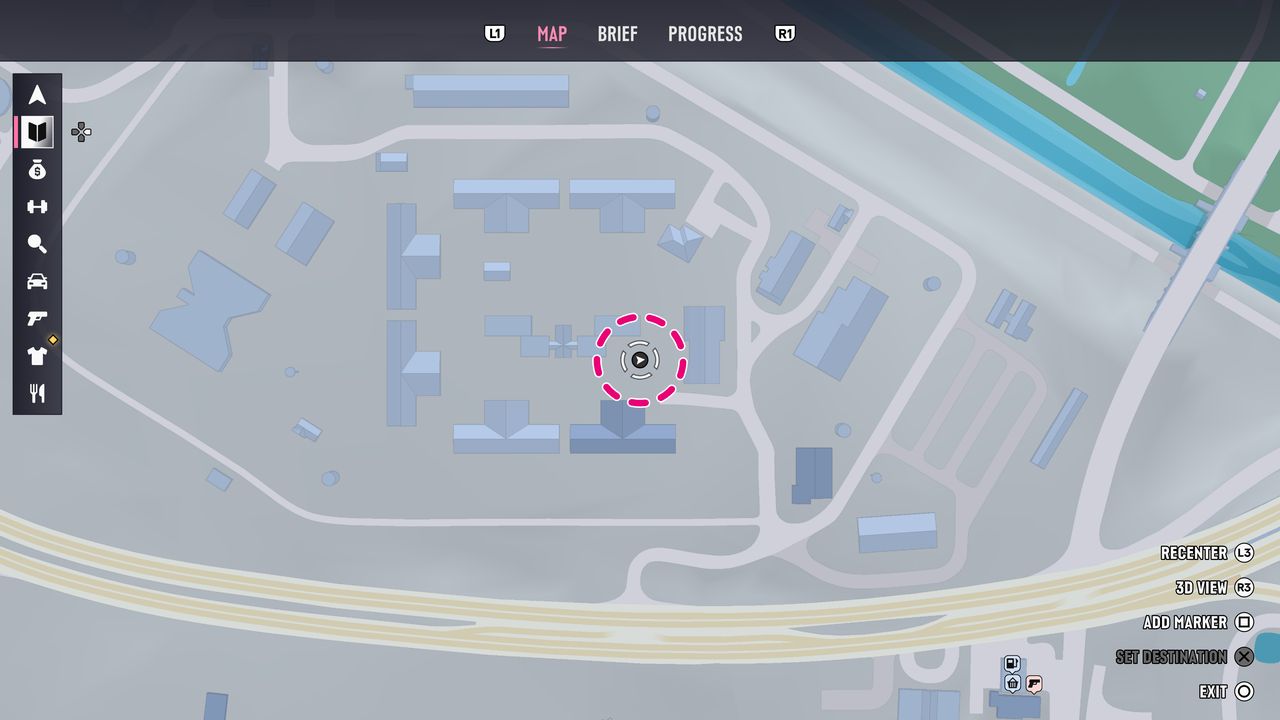 L1 MAP BRIEF PROGRESS R1
$
RECENTER L3
3D VIEW R3
ADD MARKER
SET DESTINATION
EXIT